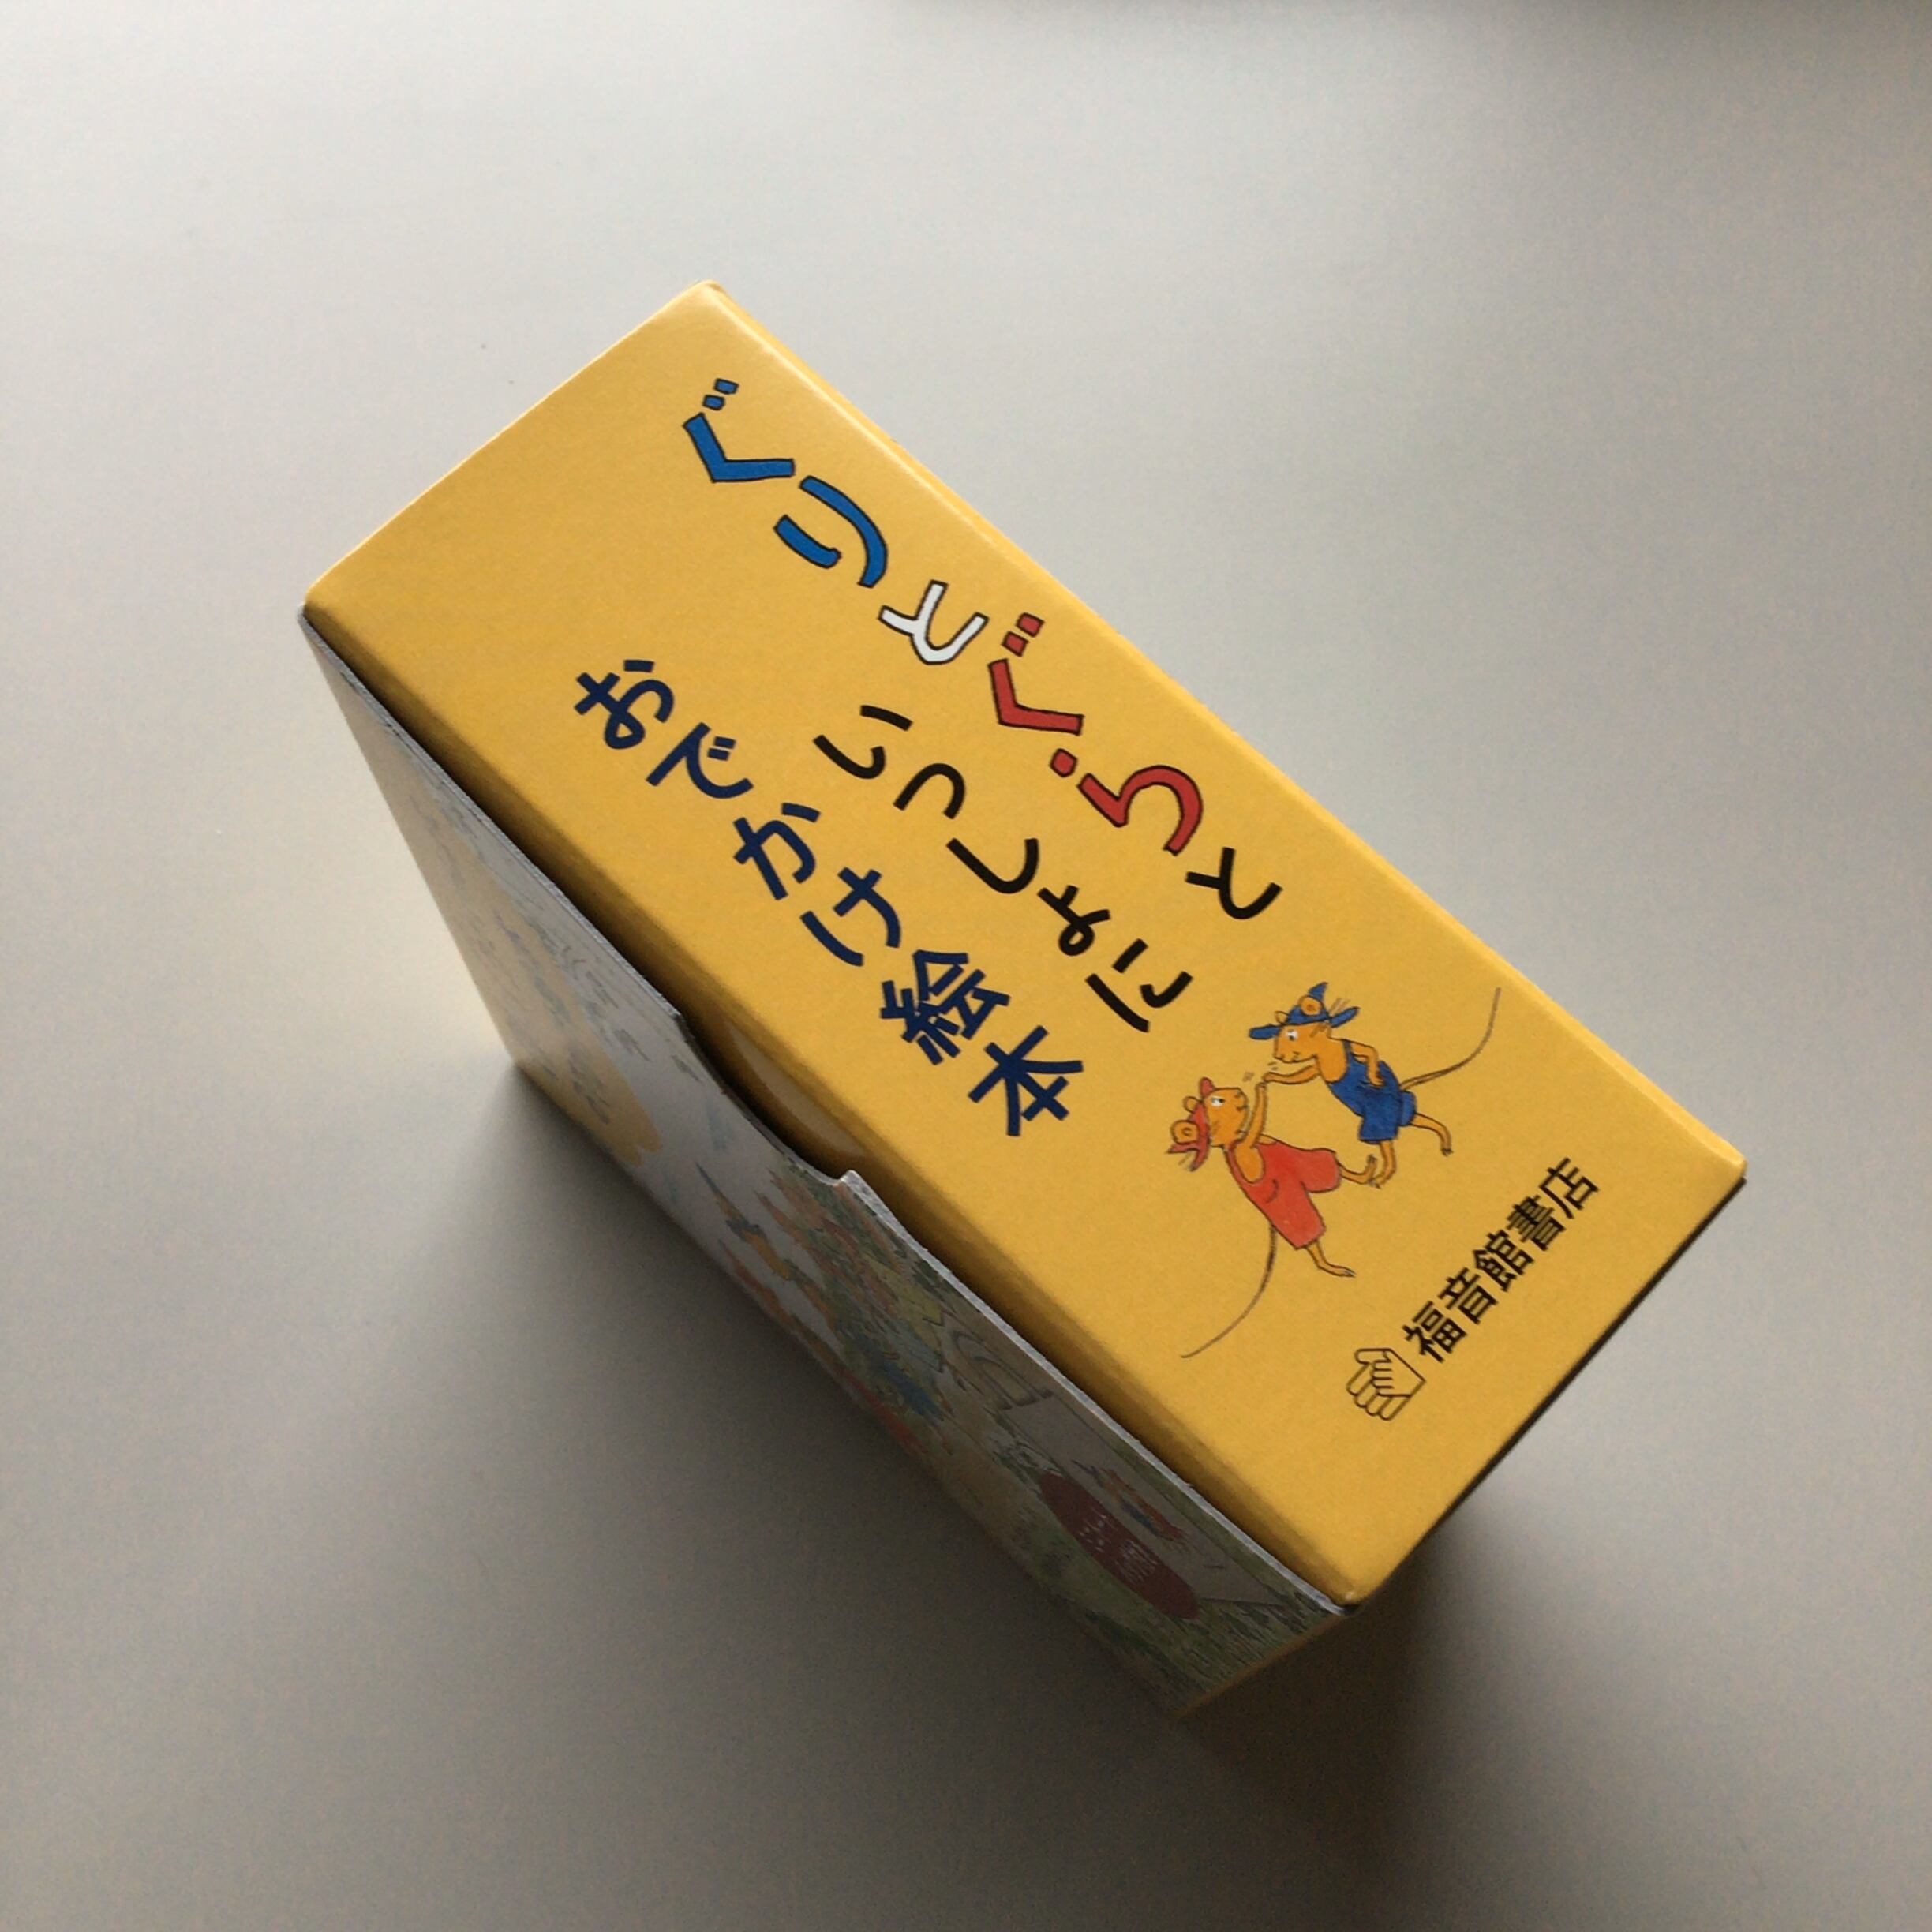 ぐりとぐらと
いっしょに
おでかけ絵本
福音館書店